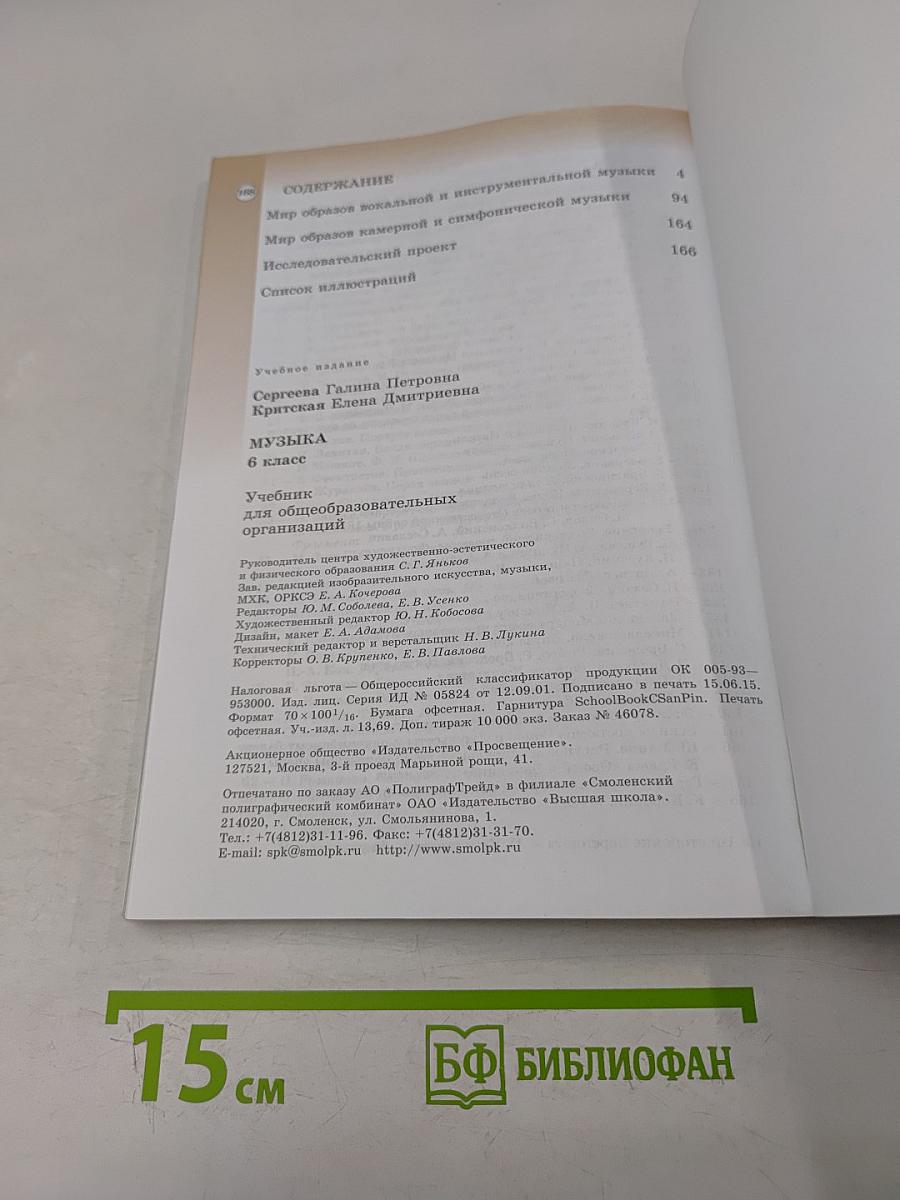 168
СОДЕРЖАНИЕ
Мир образов вокальной и инструментальной музыки 4
Мир образов камерной и симфонической музыки 94
Исследовательский проект 164
Список иллюстраций 166
Учебное издание
Сергеева Галина Петровна
Критская Елена Дмитриевна
МУЗЫКА
6 класс
Учебник
для общеобразовательных
организаций
Руководитель центра художественно-эстетического
и физического образования С. Г. Яньков
Зав. редакцией изобразительного искусства, музыки,
МХК, ОРКСЭ Е. А. Кочерова
Редакторы Ю. М. Соболева, Е. В. Усенко
Художественный редактор Ю. Н. Кобосова
Дизайн, макет Е. А. Адамова
Технический редактор и верстальщик Н. В. Лукина
Корректоры О. В. Крупенко, Е. В. Павлова
Налоговая льгота — Общероссийский классификатор продукции ОК 005-93—
953000. Изд. лиц. Серия ИД № 05824 от 12.09.01. Подписано в печать 15.06.15.
Формат 70 × 100 1/16. Бумага офсетная. Гарнитура SchoolBookCSanPin. Печать
офсетная. Уч.-изд. л. 13,69. Доп. тираж 10 000 экз. Заказ № 46078.
Акционерное общество «Издательство «Просвещение».
127521, Москва, 3-й проезд Марьиной рощи, 41.
Отпечатано по заказу АО «ПолиграфТрейд» в филиале «Смоленский
полиграфический комбинат» ОАО «Издательство «Высшая школа».
214020, г. Смоленск, ул. Смольянинова, 1.
Тел.: +7(4812)31-11-96. Факс: +7(4812)31-31-70.
E-mail: spk@smolpk.ru http://www.smolpk.ru
15 см
БФ БИБЛИОФАН